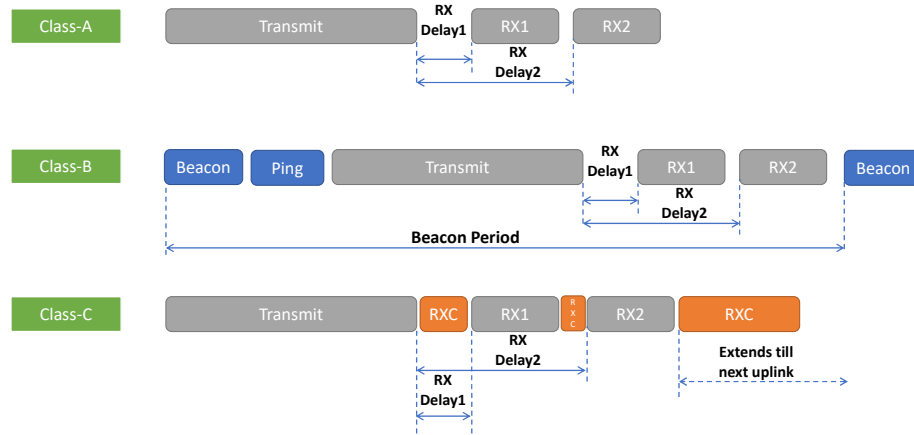 Class-A
Transmit
RX
Delay1
RX1
RX2
RX
Delay2
Class-B
Beacon
Ping
Transmit
RX
Delay1
RX1
RX2
Beacon
RX
Delay2
Beacon Period
Class-C
Transmit
RXC
RX1
R
X
C
RX2
RXC
RX
Delay2
Extends till
next uplink
RX
Delay1